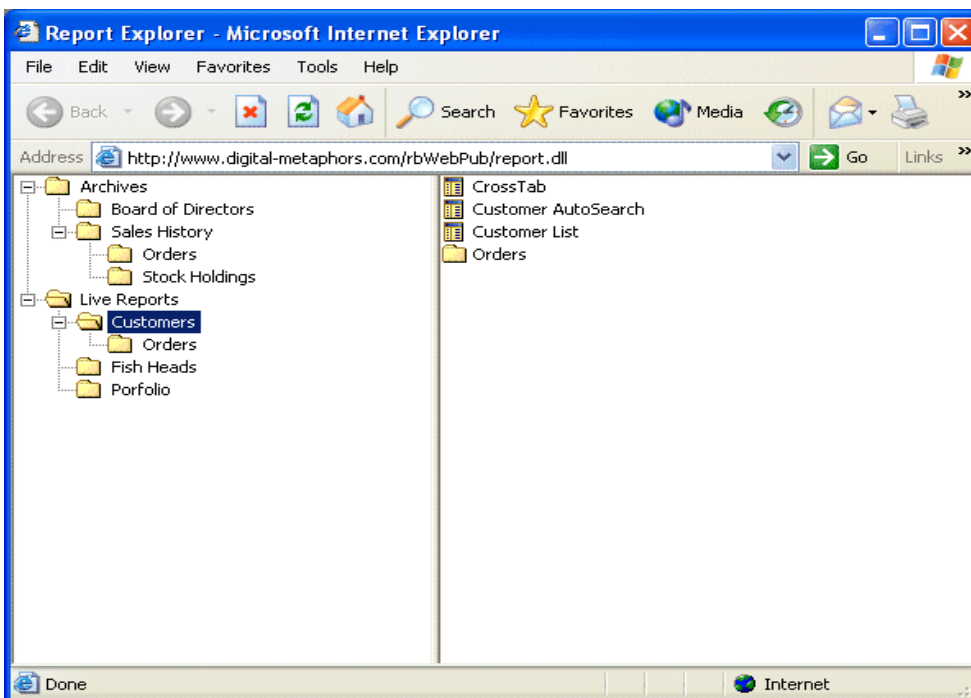 Report Explorer - Microsoft Internet Explorer
File Edit View Favorites Tools Help
Back Search Favorites Media
Address http://www.digital-metaphors.com/rbWebPub/report.dll Go Links
Archives
Board of Directors
Sales History
Orders
Stock Holdings
Live Reports
Customers
Orders
Fish Heads
Porfolio
CrossTab
Customer AutoSearch
Customer List
Orders
Done Internet